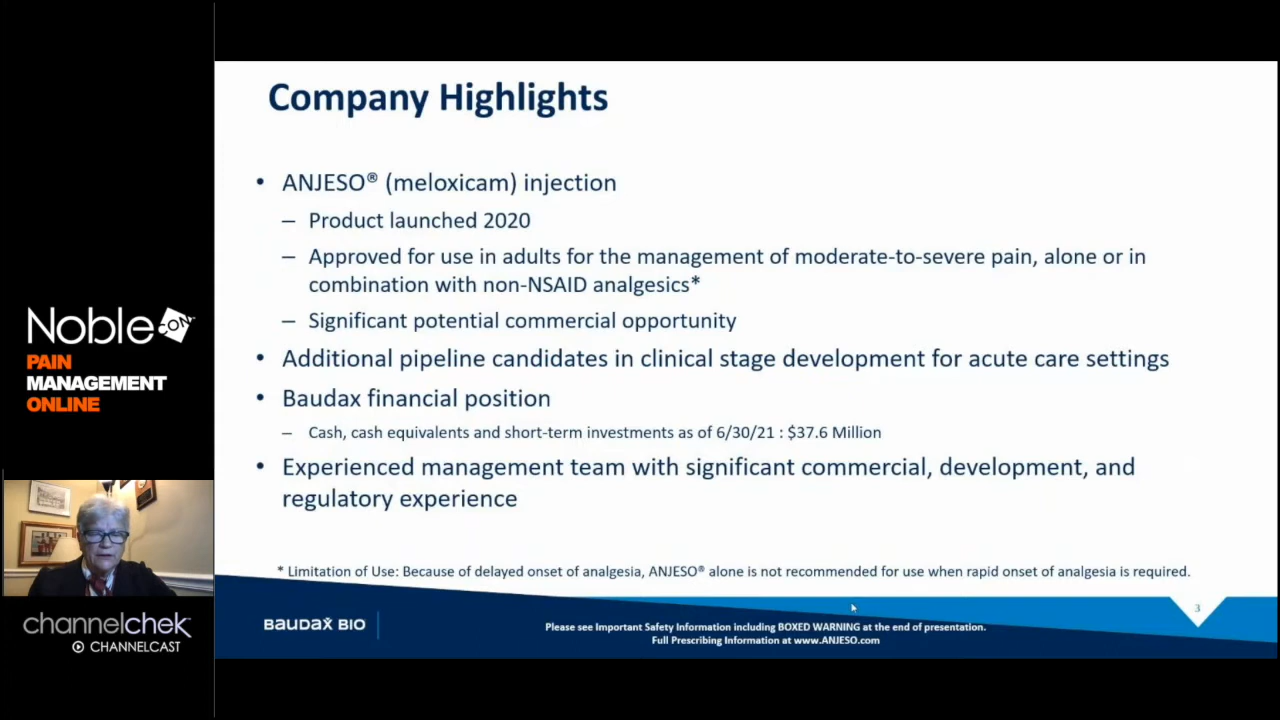 Company Highlights
• ANJESO® (meloxicam) injection
– Product launched 2020
– Approved for use in adults for the management of moderate-to-severe pain, alone or in
combination with non-NSAID analgesics*
– Significant potential commercial opportunity
• Additional pipeline candidates in clinical stage development for acute care settings
• Baudax financial position
– Cash, cash equivalents and short-term investments as of 6/30/21 : $37.6 Million
• Experienced management team with significant commercial, development, and
regulatory experience
* Limitation of Use: Because of delayed onset of analgesia, ANJESO® alone is not recommended for use when rapid onset of analgesia is required.
BAUDAX BIO
Please see Important Safety Information including BOXED WARNING at the end of presentation.
Full Prescribing Information at www.ANJESO.com
3
Noble CON
PAIN
MANAGEMENT
ONLINE
channelchek
CHANNELCAST